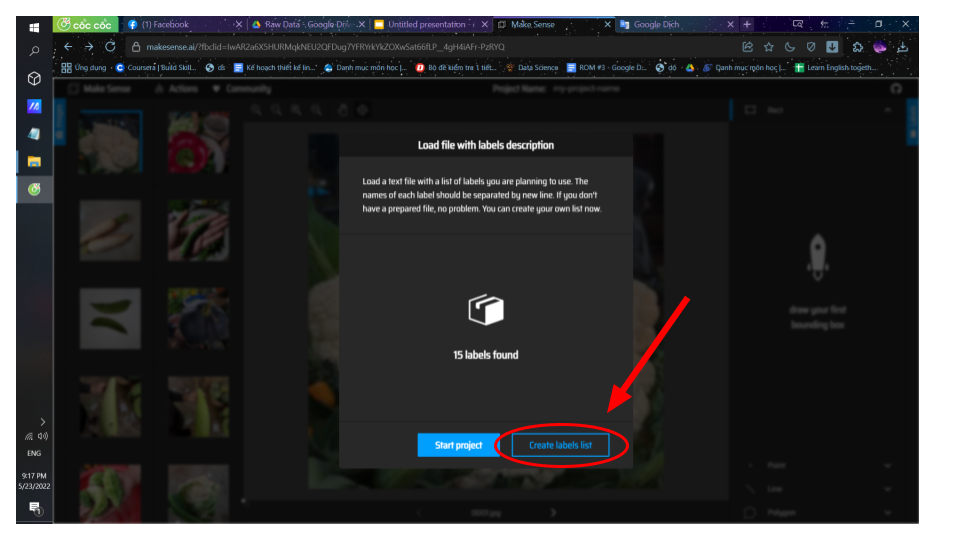 cốc cốc
(1) Facebook
Raw Data - Google Dri
Untitled presentation -
Make Sense
Google Dịch
makesense.ai/?fbclid=IwAR2a6XSHURMqkNEU2QFDug7YFRYrkYkZOXwSat66fLP__4gH4iAFr-PzRYQ
Ứng dụng
Coursera | Build Skill...
ds
Kế hoạch thiết kế lin...
Danh mục môn học |...
Bộ đề kiểm tra 1 tiết...
Data Science
ROM #3 - Google D...
dó
Danh mục môn học |...
Learn English togeth...
Make Sense
Actions
Community
Project Name: my-project-name
Rect
Load file with labels description
Load a text file with a list of labels you are planning to use. The
names of each label should be separated by new line. If you don't
have a prepared file, no problem. You can create your own list now.
draw your first
bounding box
15 labels found
Start project
Create labels list
Point
Line
Polygon
ENG
9:17 PM
5/23/2022